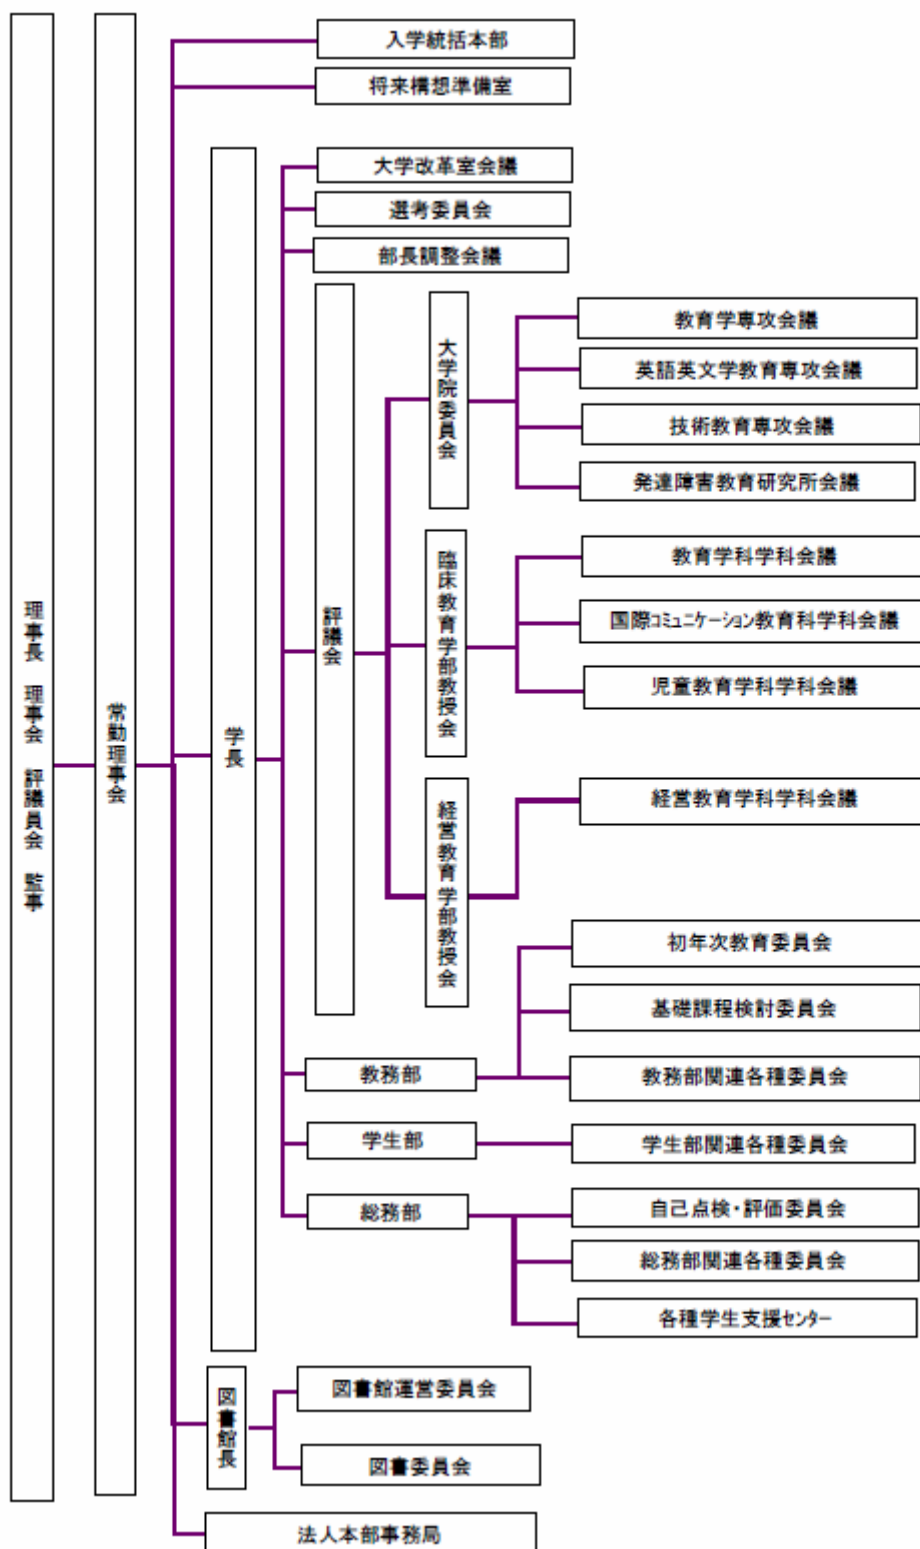 理事長 理事会 評議員会 監事
常勤理事会
入学統括本部
将来構想準備室
学長
大学改革室会議
選考委員会
部長調整会議
評議会
大学院委員会
教育学専攻会議
英語英文学教育専攻会議
技術教育専攻会議
発達障害教育研究所会議
臨床教育学部教授会
教育学科学科会議
国際コミュニケーション教育科学科会議
児童教育学科学科会議
経営教育学部教授会
経営教育学科学科会議
教務部
初年次教育委員会
基礎課程検討委員会
教務部関連各種委員会
学生部
学生部関連各種委員会
総務部
自己点検・評価委員会
総務部関連各種委員会
各種学生支援センター
図書館長
図書館運営委員会
図書委員会
法人本部事務局